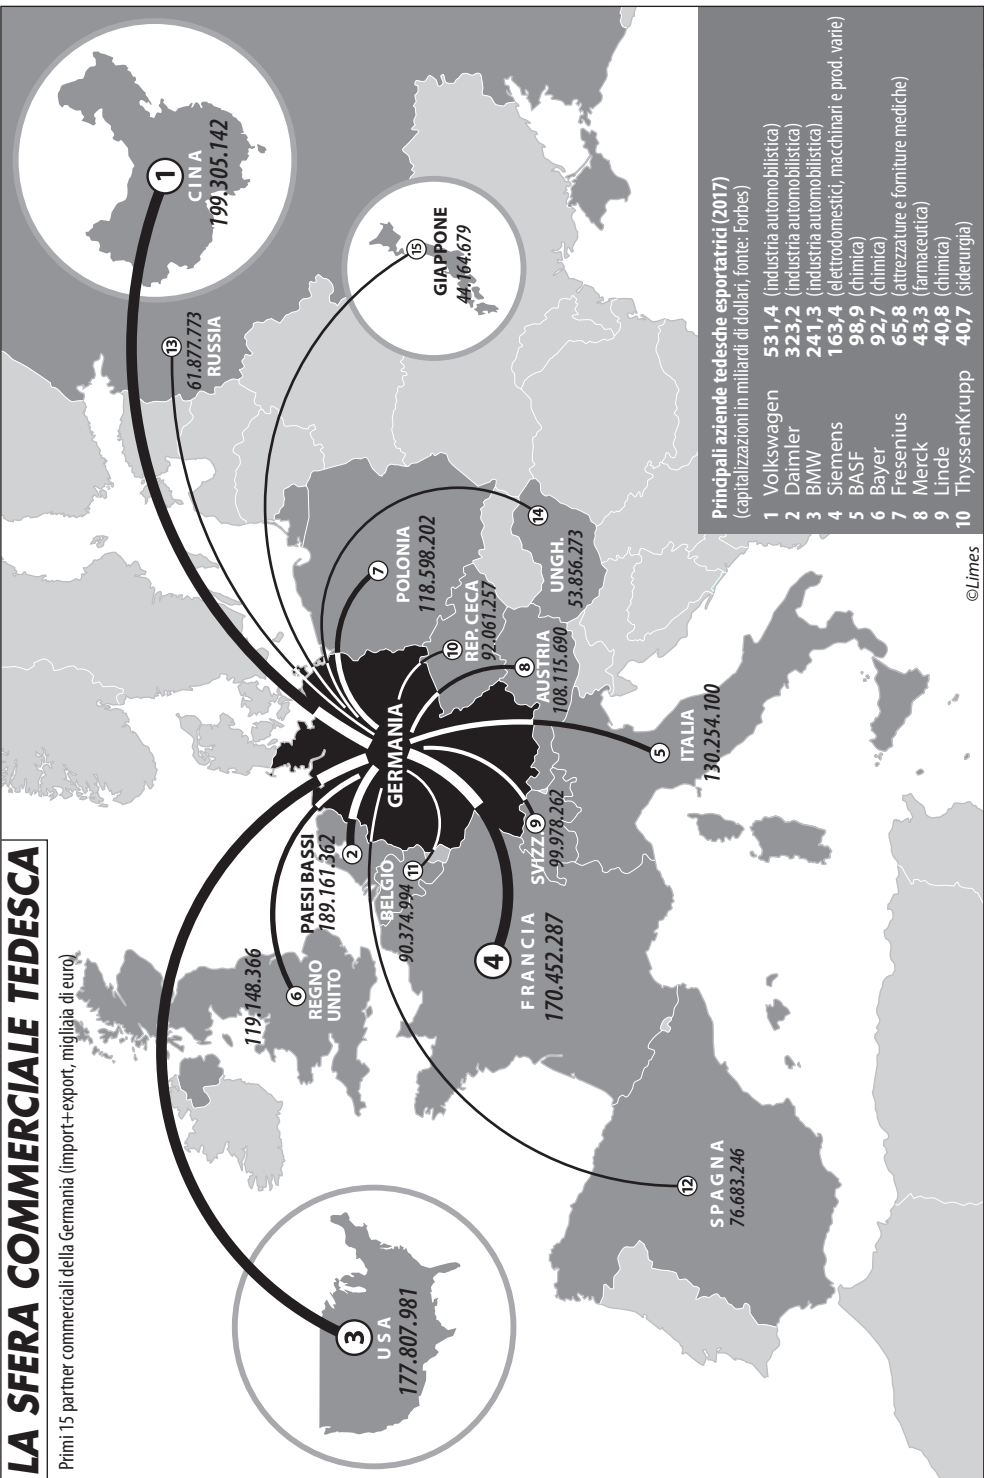 LA SFERA COMMERCIALE TEDESCA
Primi 15 partner commerciali della Germania (import+export, migliaia di euro)
1
CINA
199.305.142
13
61.877.773
RUSSIA
15
GIAPPONE
44.164.679
3
USA
177.807.981
119.148.366
6
REGNO
UNITO
PAESI BASSI
189.161.362
2
BELGIO
11
90.374.994
GERMANIA
7
POLONIA
118.598.202
10
REP. CECA
92.061.257
14
UNGH.
53.856.273
8
AUSTRIA
108.115.690
4
FRANCIA
170.452.287
9
SVIZZ.
99.978.262
5
ITALIA
130.254.100
12
SPAGNA
76.683.246
Principali aziende tedesche esportatrici (2017)
(capitalizzazioni in miliardi di dollari, fonte: Forbes)
1 Volkswagen 531,4 (industria automobilistica)
2 Daimler 323,2 (industria automobilistica)
3 BMW 241,3 (industria automobilistica)
4 Siemens 163,4 (elettrodomestici, macchinari e prod. varie)
5 BASF 98,9 (chimica)
6 Bayer 92,7 (chimica)
7 Fresenius 65,8 (attrezzature e forniture mediche)
8 Merck 43,3 (farmaceutica)
9 Linde 40,8 (chimica)
10 ThyssenKrupp 40,7 (siderurgia)
©Limes